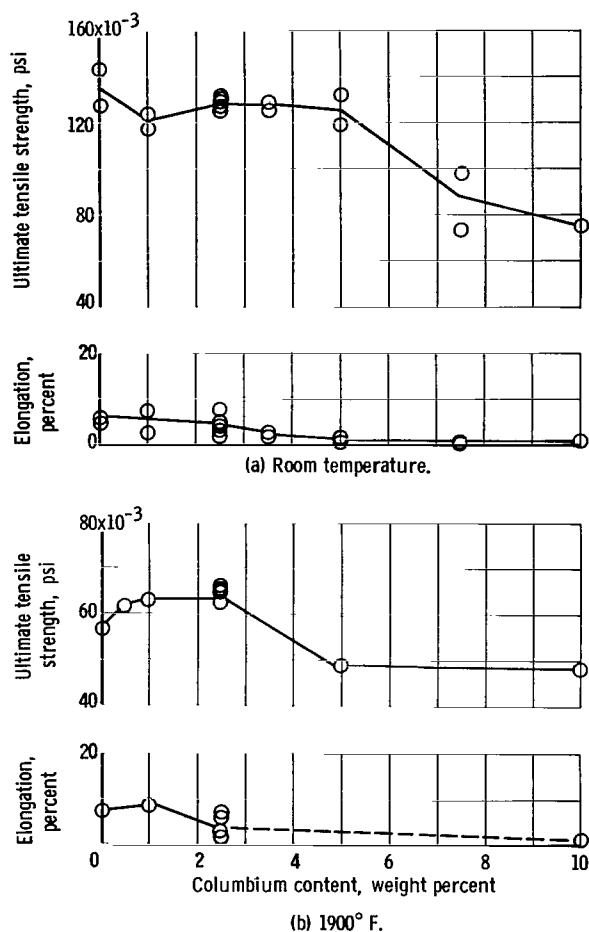 160x10-3
120
80
40
Ultimate tensile strength, psi
20
0
Elongation,
percent
(a) Room temperature.
80x10-3
60
40
Ultimate tensile
strength, psi
20
Elongation,
percent
0 2 4 6 8 10
Columbium content, weight percent
(b) 1900° F.